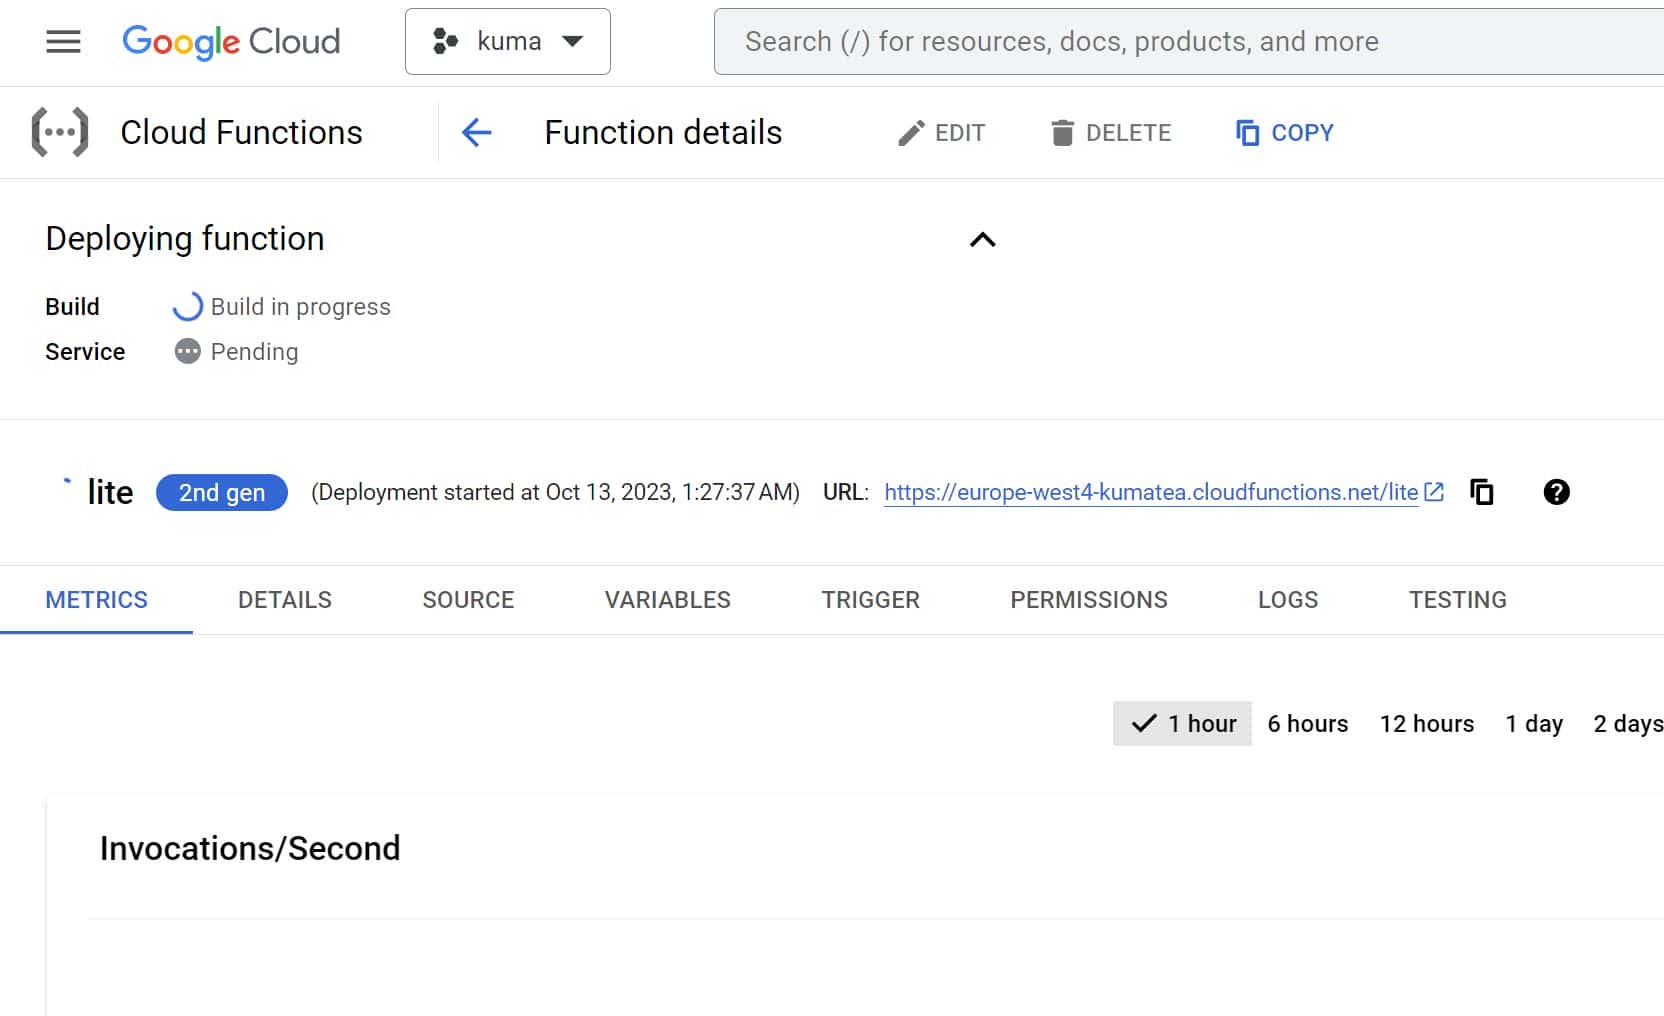 Google Cloud kuma Search (/) for resources, docs, products, and more
Cloud Functions Function details EDIT DELETE COPY
Deploying function
Build Build in progress
Service Pending
lite 2nd gen (Deployment started at Oct 13, 2023, 1:27:37 AM) URL: https://europe-west4-kumatea.cloudfunctions.net/lite
METRICS DETAILS SOURCE VARIABLES TRIGGER PERMISSIONS LOGS TESTING
1 hour 6 hours 12 hours 1 day 2 days
Invocations/Second